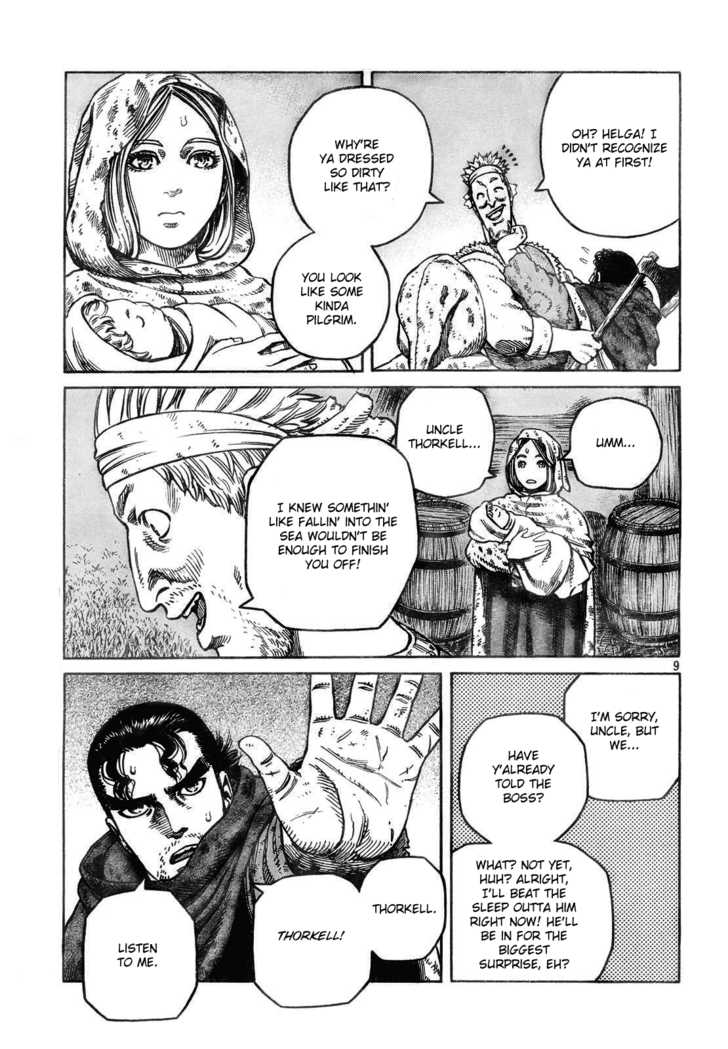 OH? HELGA! I
DIDN'T RECOGNIZE
YA AT FIRST!
WHY'RE
YA DRESSED
SO DIRTY
LIKE THAT?
YOU LOOK
LIKE SOME
KINDA
PILGRIM.
UMM...
UNCLE
THORKELL...
I KNEW SOMETHIN'
LIKE FALLIN' INTO THE
SEA WOULDN'T BE
ENOUGH TO FINISH
YOU OFF!
9
I'M SORRY,
UNCLE, BUT
WE...
HAVE
Y'ALREADY
TOLD THE
BOSS?
WHAT? NOT YET,
HUH? ALRIGHT,
I'LL BEAT THE
SLEEP OUTTA HIM
RIGHT NOW! HE'LL
BE IN FOR THE
BIGGEST
SURPRISE, EH?
THORKELL.
THORKELL!
LISTEN
TO ME.